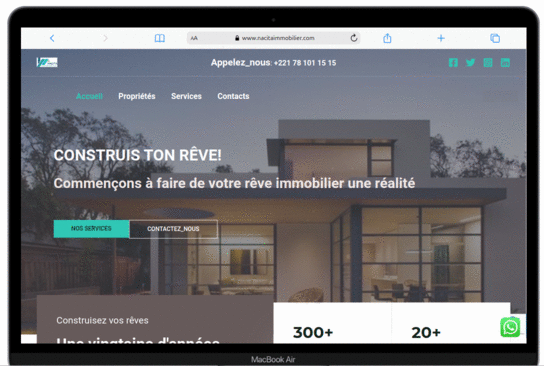 AA www.nacitaimmobilier.com
Appelez_nous: +221 78 101 15 15
Accueil Propriétés Services Contacts
CONSTRUIS TON RÊVE!
Commençons à faire de votre rêve immobilier une réalité
NOS SERVICES CONTACTEZ_NOUS
Construisez vos rêves
Une vingtaine d'années
300+ 20+
MacBook Air